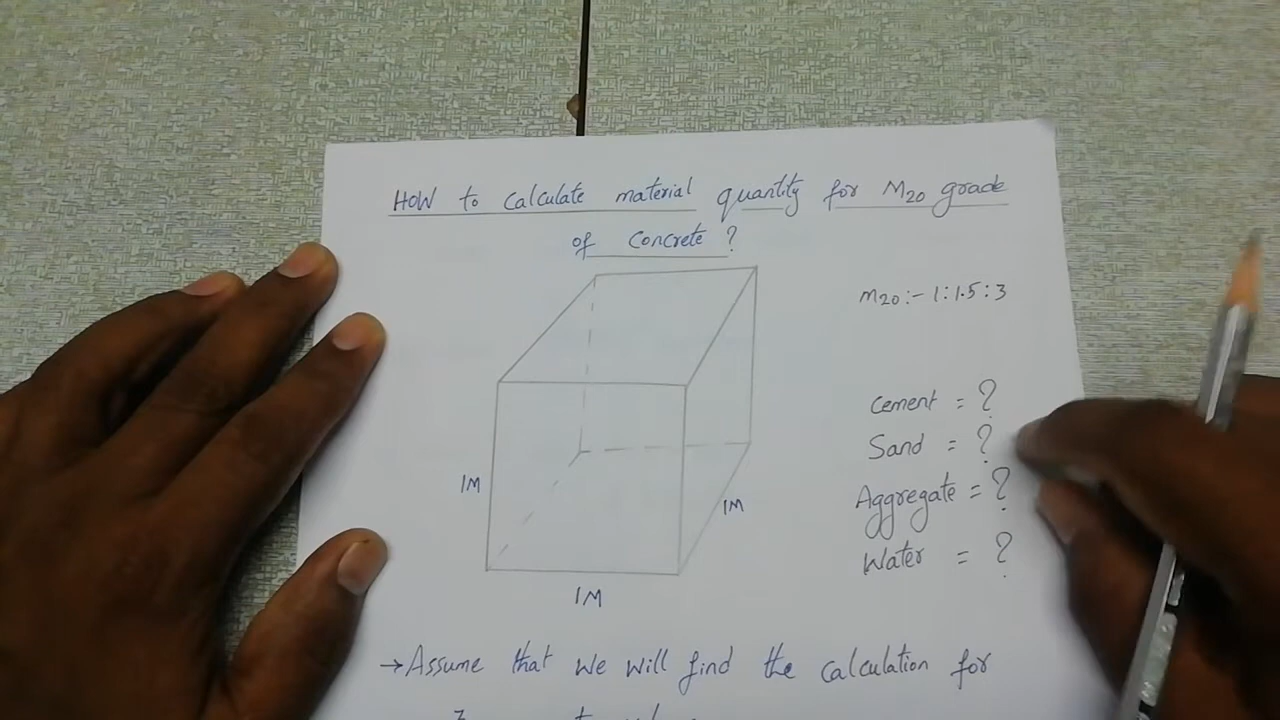 HOW to calculate material quantity for M20 grade
of concrete ?
M20 :- 1:1.5:3
Cement = ?
Sand = ?
Aggregate = ?
Water = ?
1M
1M
1M
→ Assume that we will find the calculation for